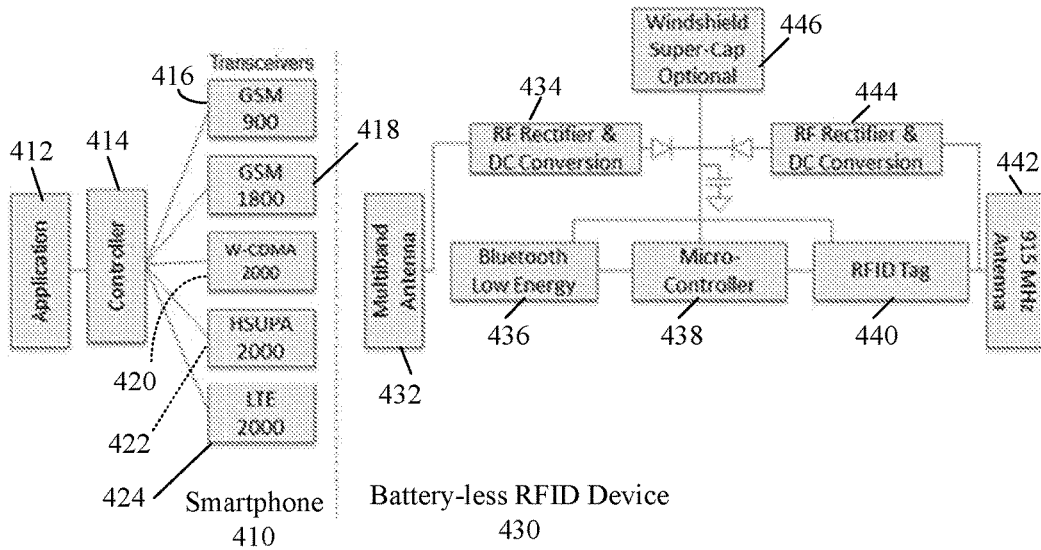 Windshield
Super-Cap
Optional
446
Transceivers
416
GSM
900
434
444
RF Rectifier &
DC Conversion
RF Rectifier &
DC Conversion
418
412
414
GSM
1800
442
Application
Controller
W-CDMA
2000
Multiband
Antenna
Bluetooth
Low Energy
Micro-
Controller
RFID Tag
915 MHz
Antenna
436
438
440
HSUPA
2000
420
432
LTE
2000
422
424
Smartphone
410
Battery-less RFID Device
430